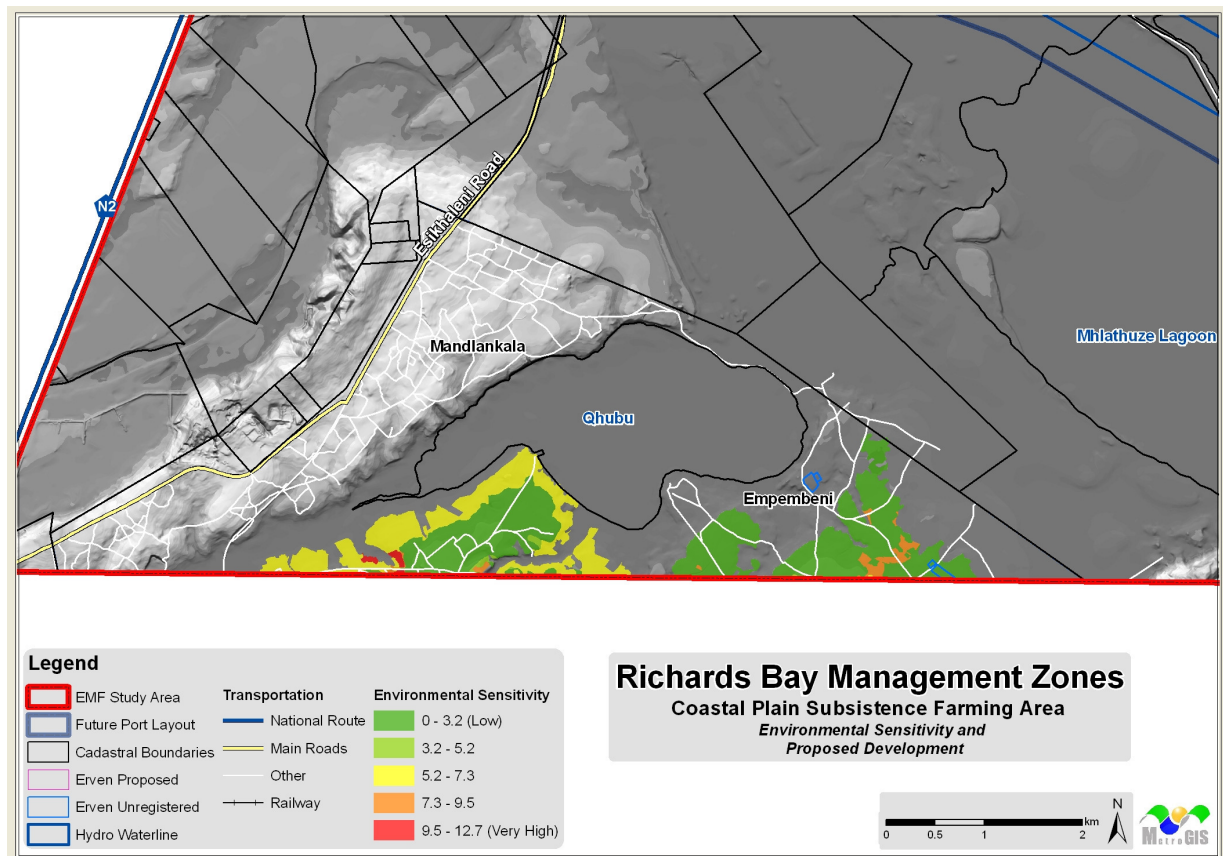 N2
Esikhaleni Road
Mandlankala
Mhlathuze Lagoon
Qhubu
Empembeni
Legend
EMF Study Area
Future Port Layout
Cadastral Boundaries
Erven Proposed
Erven Unregistered
Hydro Waterline
Transportation
National Route
Main Roads
Other
Railway
Environmental Sensitivity
0 - 3.2 (Low)
3.2 - 5.2
5.2 - 7.3
7.3 - 9.5
9.5 - 12.7 (Very High)
Richards Bay Management Zones
Coastal Plain Subsistence Farming Area
Environmental Sensitivity and
Proposed Development
km
0 0.5 1 2
N
MetroGIS